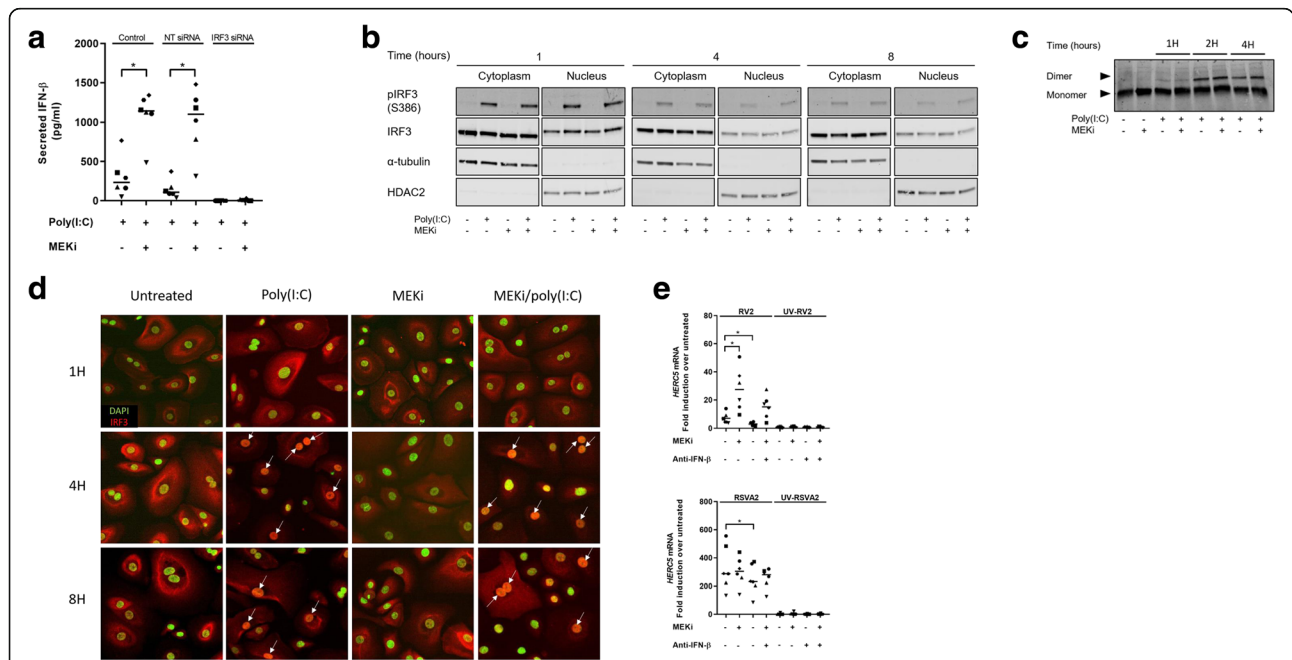 a
Control NT siRNA IRF3 siRNA
2000
1500
1000
500
0
Secreted IFN-β
(pg/ml)
* *
Poly(I:C) + + + + + +
MEKi - + - + - +
b
Time (hours) 1 4 8
Cytoplasm Nucleus Cytoplasm Nucleus Cytoplasm Nucleus
pIRF3
(S386)
IRF3
α-tubulin
HDAC2
Poly(I:C) - + - + - + - + - + - + - + - + - + - + - + - +
MEKi - - + + - - + + - - + + - - + + - - + + - - + +
c
Time (hours) 1H 2H 4H
Dimer
Monomer
Poly(I:C) - - + + + + + +
MEKi - + - + - + - +
d
Untreated Poly(I:C) MEKi MEKi/poly(I:C)
1H
DAPI
IRF3
4H
8H
e
RV2 UV-RV2
80
60
40
20
0
HERC5 mRNA
Fold induction over untreated
* *
MEKi - + - + - + - +
Anti-IFN-β - - + + - - + +
RSVA2 UV-RSVA2
800
600
400
200
0
HERC5 mRNA
Fold induction over untreated
*
MEKi - + - + - + - +
Anti-IFN-β - - + + - - + +